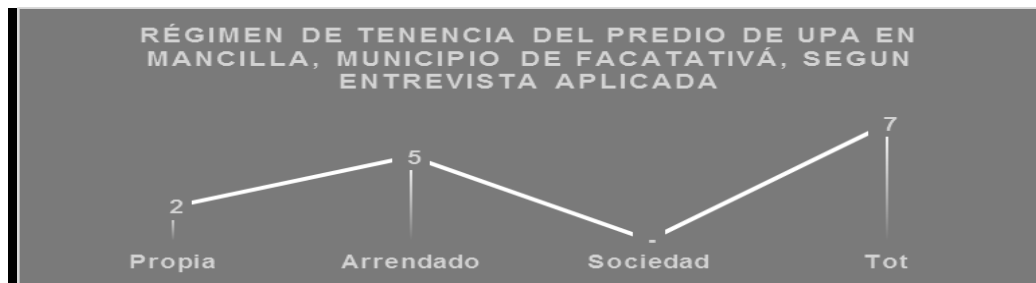 RÉGIMEN DE TENENCIA DEL PREDIO DE UPA EN
MANCILLA, MUNICIPIO DE FACATATIVÁ, SEGUN
ENTREVISTA APLICADA
7
5
2
-
Propia Arrendado Sociedad Tot